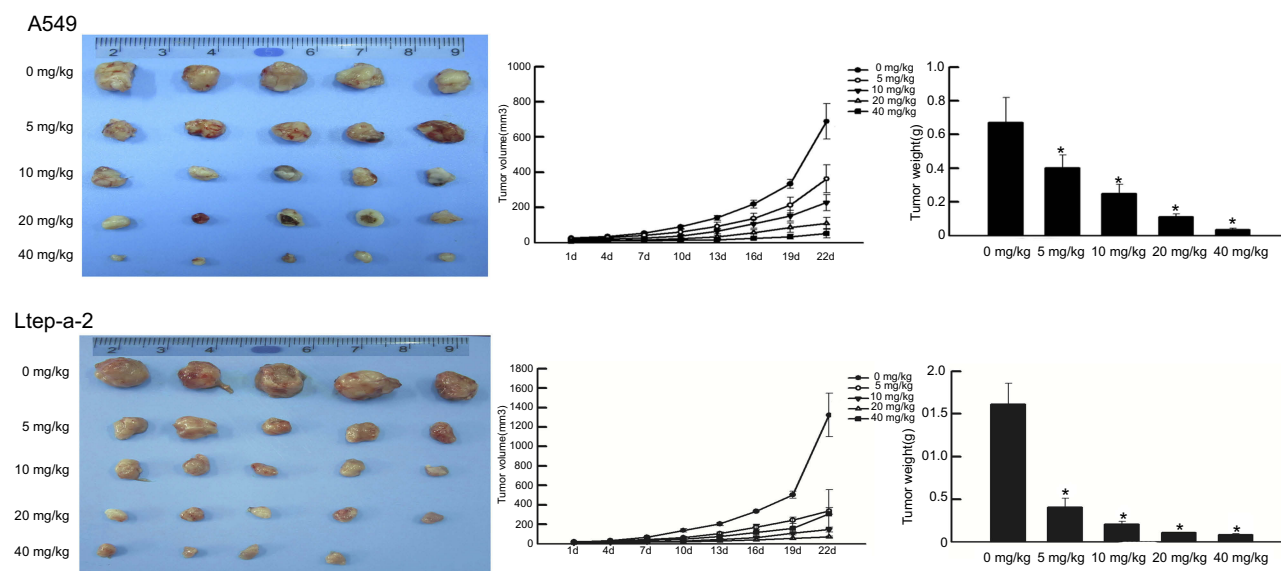 A549
0 mg/kg
5 mg/kg
10 mg/kg
20 mg/kg
40 mg/kg
2 3 4 6 7 8 9
Tumor volume(mm3)
1000
800
600
400
200
0
1d 4d 7d 10d 13d 16d 19d 22d
0 mg/kg
5 mg/kg
10 mg/kg
20 mg/kg
40 mg/kg
Tumor weight(g)
1.0
0.8
0.6
0.4
0.2
0
* * * *
0 mg/kg 5 mg/kg 10 mg/kg 20 mg/kg 40 mg/kg
Ltep-a-2
0 mg/kg
5 mg/kg
10 mg/kg
20 mg/kg
40 mg/kg
2 3 4 6 7 8 9
Tumor volume(mm3)
1800
1600
1400
1200
1000
800
600
400
200
0
1d 4d 7d 10d 13d 16d 19d 22d
0 mg/kg
5 mg/kg
10 mg/kg
20 mg/kg
40 mg/kg
Tumor weight(g)
2.0
01.5
01.0
0.5
0
* * * *
0 mg/kg 5 mg/kg 10 mg/kg 20 mg/kg 40 mg/kg